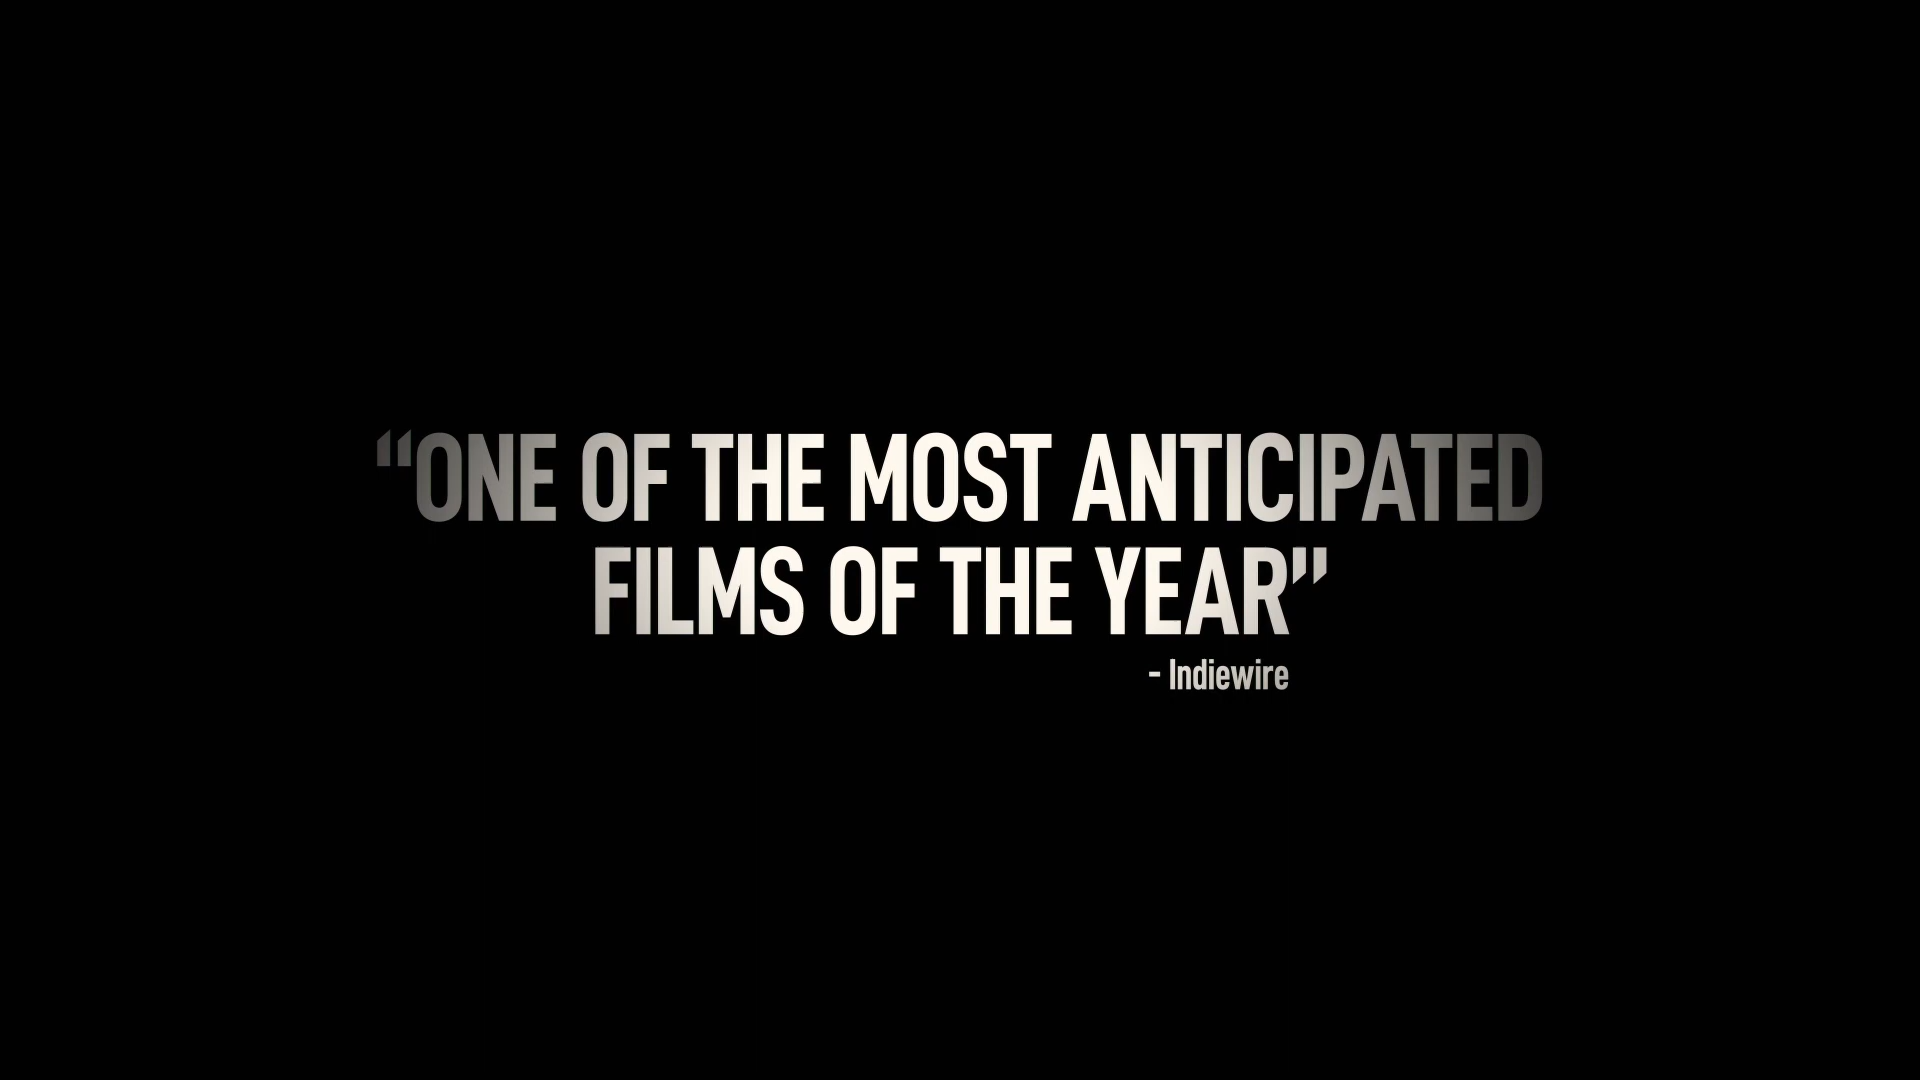 “ONE OF THE MOST ANTICIPATED
FILMS OF THE YEAR”
- Indiewire